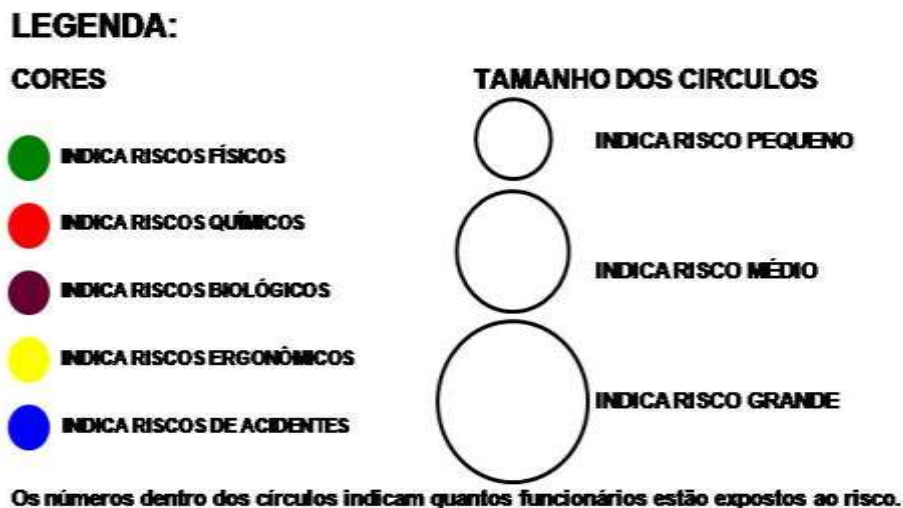 LEGENDA:
CORES
TAMANHO DOS CIRCULOS
INDICA RISCOS FÍSICOS
INDICA RISCOS QUÍMICOS
INDICA RISCOS BIOLÓGICOS
INDICA RISCOS ERGONÔMICOS
INDICA RISCOS DE ACIDENTES
INDICA RISCO PEQUENO
INDICA RISCO MÉDIO
INDICA RISCO GRANDE
Os números dentro dos círculos indicam quantos funcionários estão expostos ao risco.